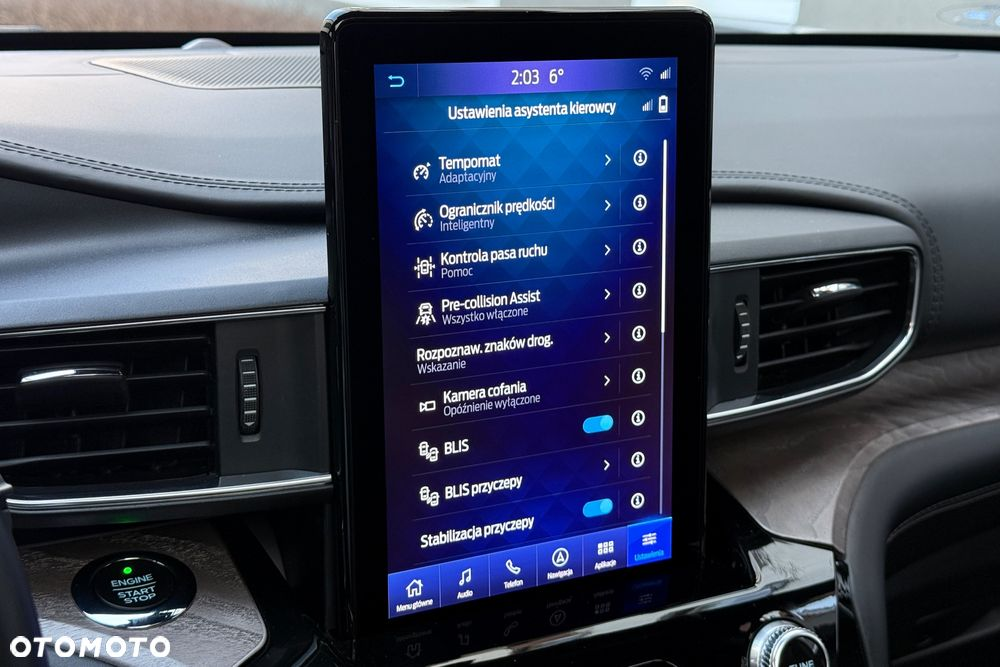 2:03 6°
Ustawienia asystenta kierowcy
Tempomat
Adaptacyjny
Ogranicznik prędkości
Inteligentny
Kontrola pasa ruchu
Pomoc
Pre-collision Assist
Wszystko włączone
Rozpoznaw. znaków drog.
Wskazanie
Kamera cofania
Opóźnienie wyłączone
BLIS
BLIS przyczepy
Stabilizacja przyczepy
Menu główne
Audio
Telefon
Nawigacja
Aplikacje
Ustawienia
ENGINE
START
STOP
OTOMOTO